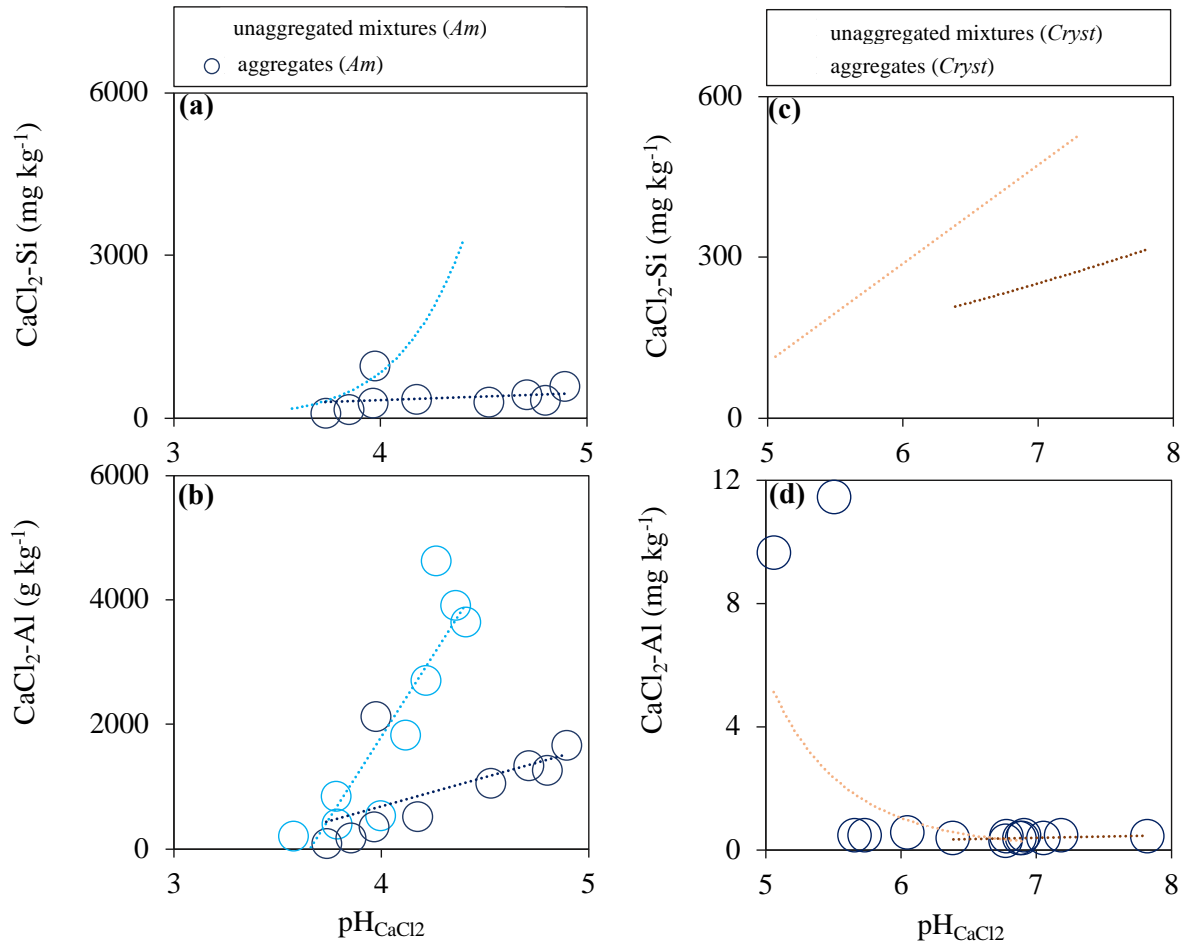 unaggregated mixtures (Am)
aggregates (Am)
unaggregated mixtures (Cryst)
aggregates (Cryst)
(a)
CaCl₂-Si (mg kg⁻¹)
6000
3000
0
3
4
5
(c)
CaCl₂-Si (mg kg⁻¹)
600
300
0
5
6
7
8
(b)
CaCl₂-Al (g kg⁻¹)
6000
4000
2000
0
3
4
5
pH_CaCl2
(d)
CaCl₂-Al (mg kg⁻¹)
12
8
4
0
5
6
7
8
pH_CaCl2